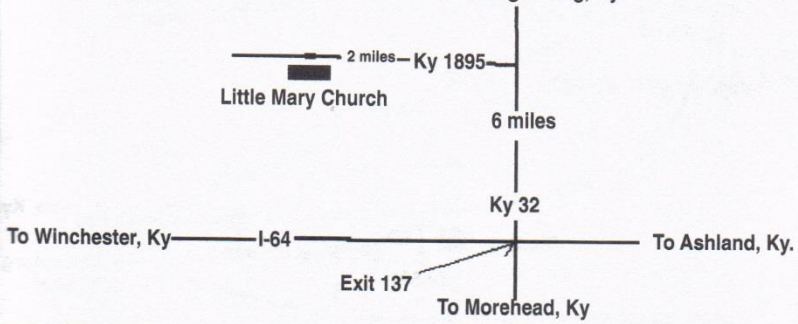 2 miles Ky 1895
Little Mary Church
6 miles
Ky 32
To Winchester, Ky I-64 To Ashland, Ky.
Exit 137
To Morehead, Ky